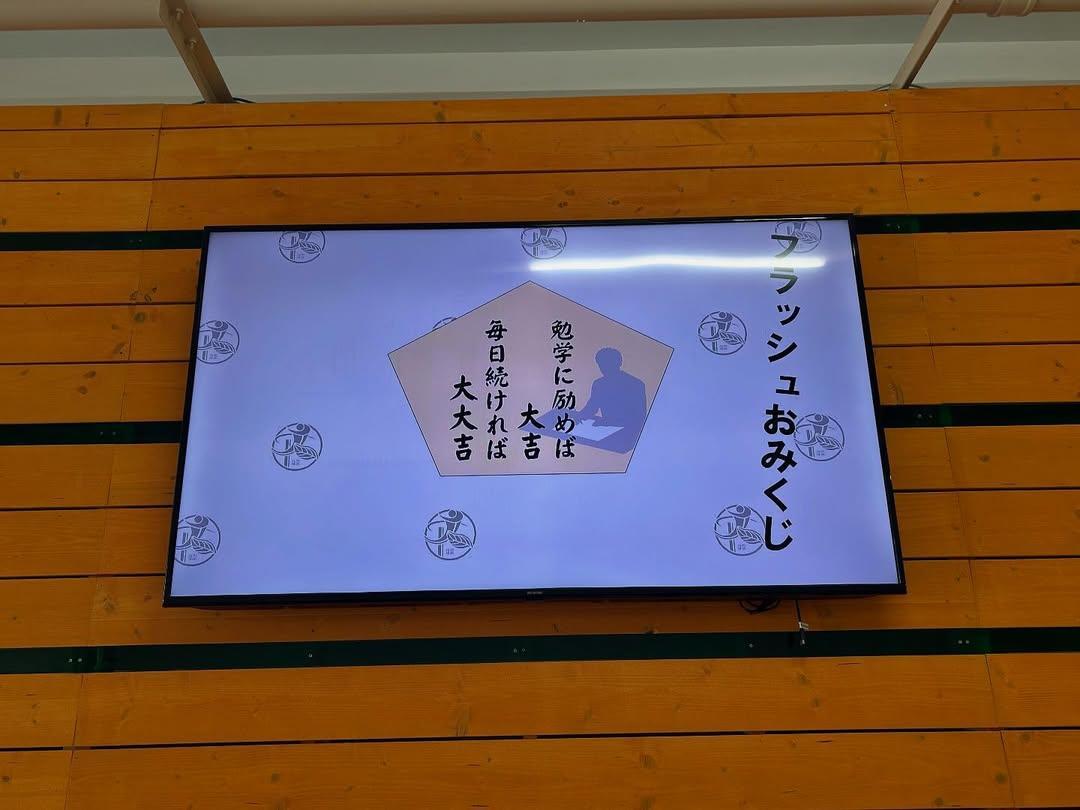 フラッシュおみくじ
勉学に励めば
大吉
毎日続ければ
大大吉